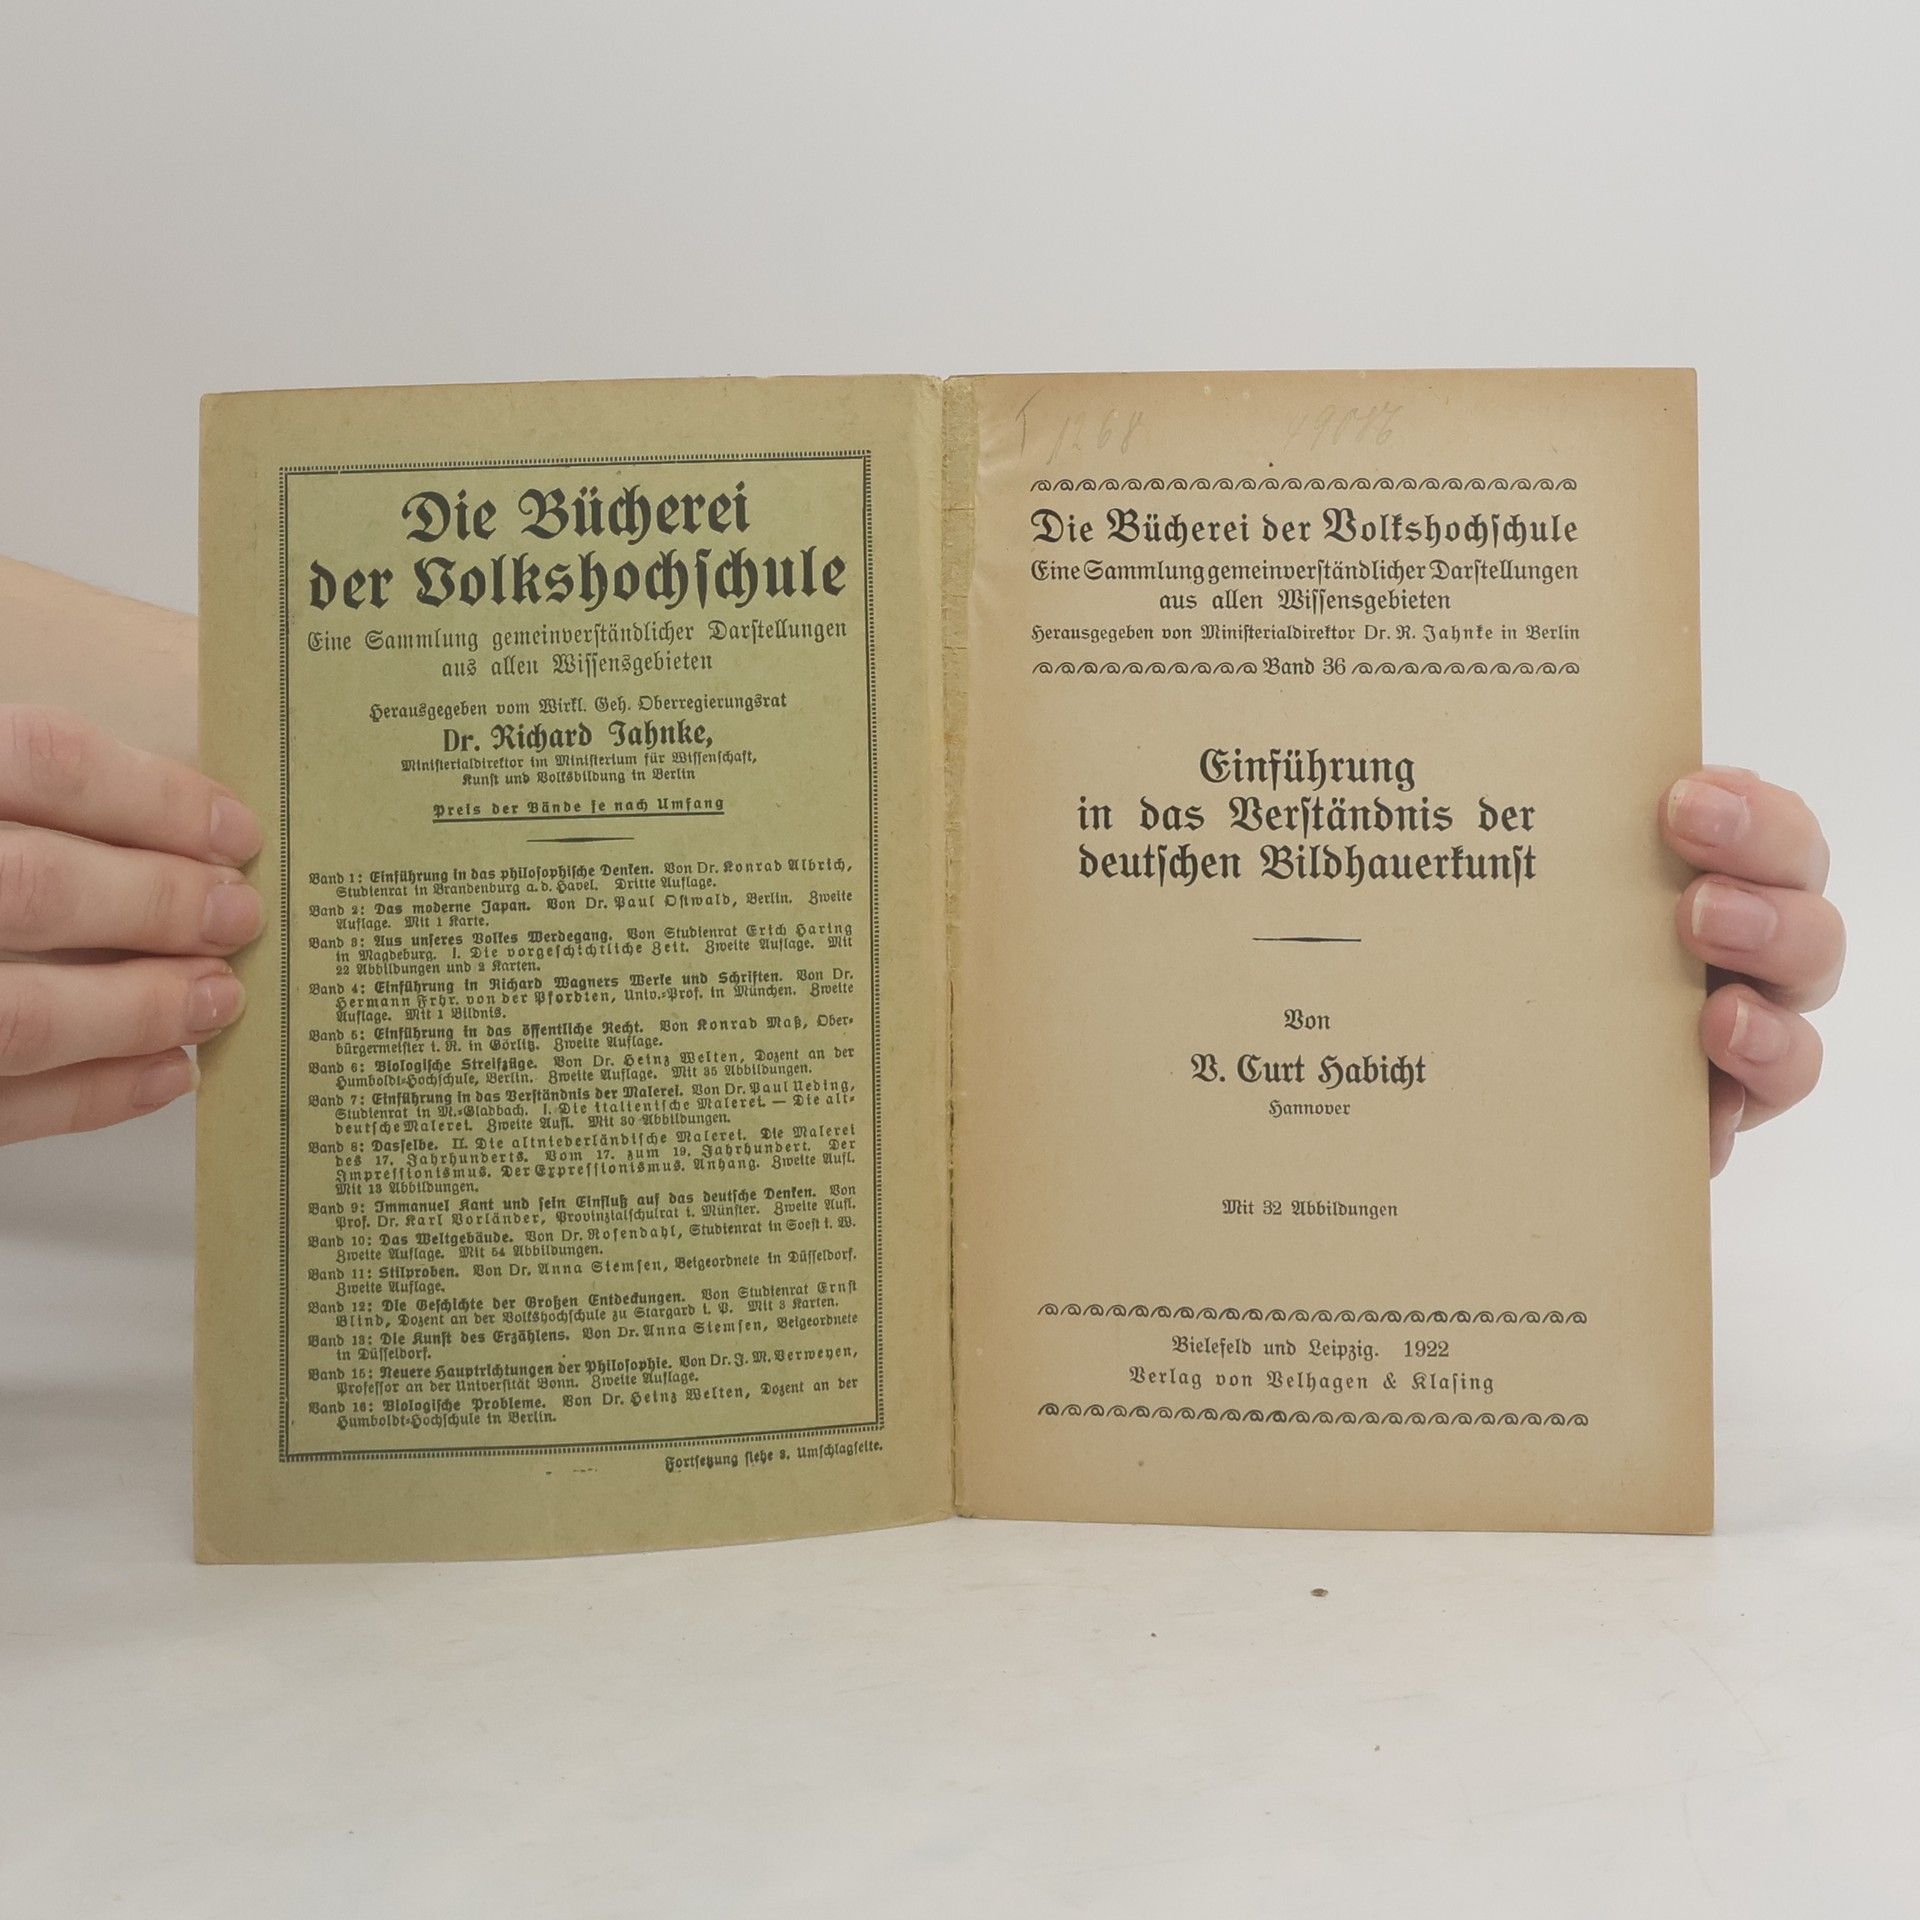 Die Bücherei
der Volkshochschule
Eine Sammlung gemeinverständlicher Darstellungen
aus allen Wissensgebieten
Herausgegeben vom Wirkl. Geh. Oberregierungsrat
Dr. Richard Jahnke,
Ministerialdirektor im Ministerium für Wissenschaft,
Kunst und Volksbildung in Berlin
Preis der Bände je nach Umfang
Band 1: Einführung in das philosophische Denken. Von Dr. Konrad Albrich,
Studienrat in Brandenburg a. d. Havel. Dritte Auflage.
Band 2: Das moderne Japan. Von Dr. Paul Ostwald, Berlin. Zweite
Auflage. Mit 1 Karte.
Band 3: Aus unseres Volkes Werdegang. Von Studienrat Erich Haring
in Magdeburg. I. Die vorgeschichtliche Zeit. Zweite Auflage. Mit
22 Abbildungen und 2 Karten.
Band 4: Einführung in Richard Wagners Werke und Schriften. Von Dr.
Hermann Frhr. von der Pfordten, Univ.-Prof. in München. Zweite
Auflage. Mit 1 Bildnis.
Band 5: Einführung in das öffentliche Recht. Von Konrad Maß, Ober-
bürgermeister i. R. in Görlitz. Zweite Auflage.
Band 6: Biologische Streifzüge. Von Dr. Heinz Welten, Dozent an der
Humboldt-Hochschule, Berlin. Zweite Auflage. Mit 35 Abbildungen.
Band 7: Einführung in das Verständnis der Malerei. Von Dr. Paul Ueding,
Studienrat in M.-Gladbach. I. Die italienische Malerei. — Die alt-
deutsche Malerei. Zweite Aufl. Mit 30 Abbildungen.
Band 8: Dasselbe. II. Die altniederländische Malerei. Die Malerei
des 17. Jahrhunderts. Vom 17. zum 19. Jahrhundert. Der
Impressionismus. Der Expressionismus. Anhang. Zweite Aufl.
Mit 13 Abbildungen.
Band 9: Immanuel Kant und sein Einfluß auf das deutsche Denken. Von
Prof. Dr. Karl Vorländer, Provinzialschulrat i. Münster. Zweite Aufl.
Band 10: Das Weltgebäude. Von Dr. Rosendahl, Studienrat in Soest i. W.
Zweite Auflage. Mit 54 Abbildungen.
Band 11: Stilproben. Von Dr. Anna Siemsen, Beigeordnete in Düsseldorf.
Zweite Auflage.
Band 12: Die Geschichte der Großen Entdeckungen. Von Studienrat Ernst
Blind, Dozent an der Volkshochschule zu Stargard i. P. Mit 3 Karten.
Band 13: Die Kunst des Erzählens. Von Dr. Anna Siemsen, Beigeordnete
in Düsseldorf.
Band 15: Neuere Hauptrichtungen der Philosophie. Von Dr. J. M. Verweyen,
Professor an der Universität Bonn. Zweite Auflage.
Band 16: Biologische Probleme. Von Dr. Heinz Welten, Dozent an der
Humboldt-Hochschule in Berlin.
Fortsetzung siehe 3. Umschlagseite.
1268
Die Bücherei der Volkshochschule
Eine Sammlung gemeinverständlicher Darstellungen
aus allen Wissensgebieten
Herausgegeben von Ministerialdirektor Dr. R. Jahnke in Berlin
Band 36
Einführung
in das Verständnis der
deutschen Bildhauerkunst
Von
V. Curt Habicht
Hannover
Mit 32 Abbildungen
Bielefeld und Leipzig. 1922
Verlag von Velhagen & Klasing